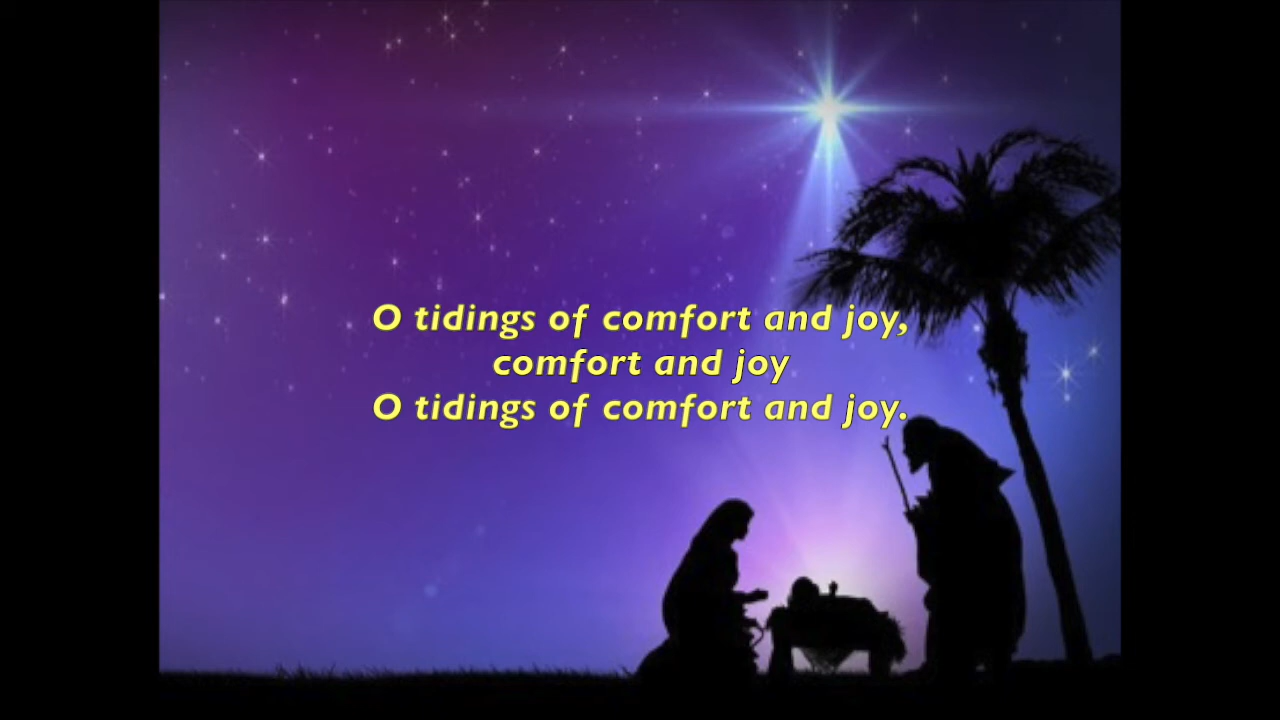 O tidings of comfort and joy,
comfort and joy
O tidings of comfort and joy.